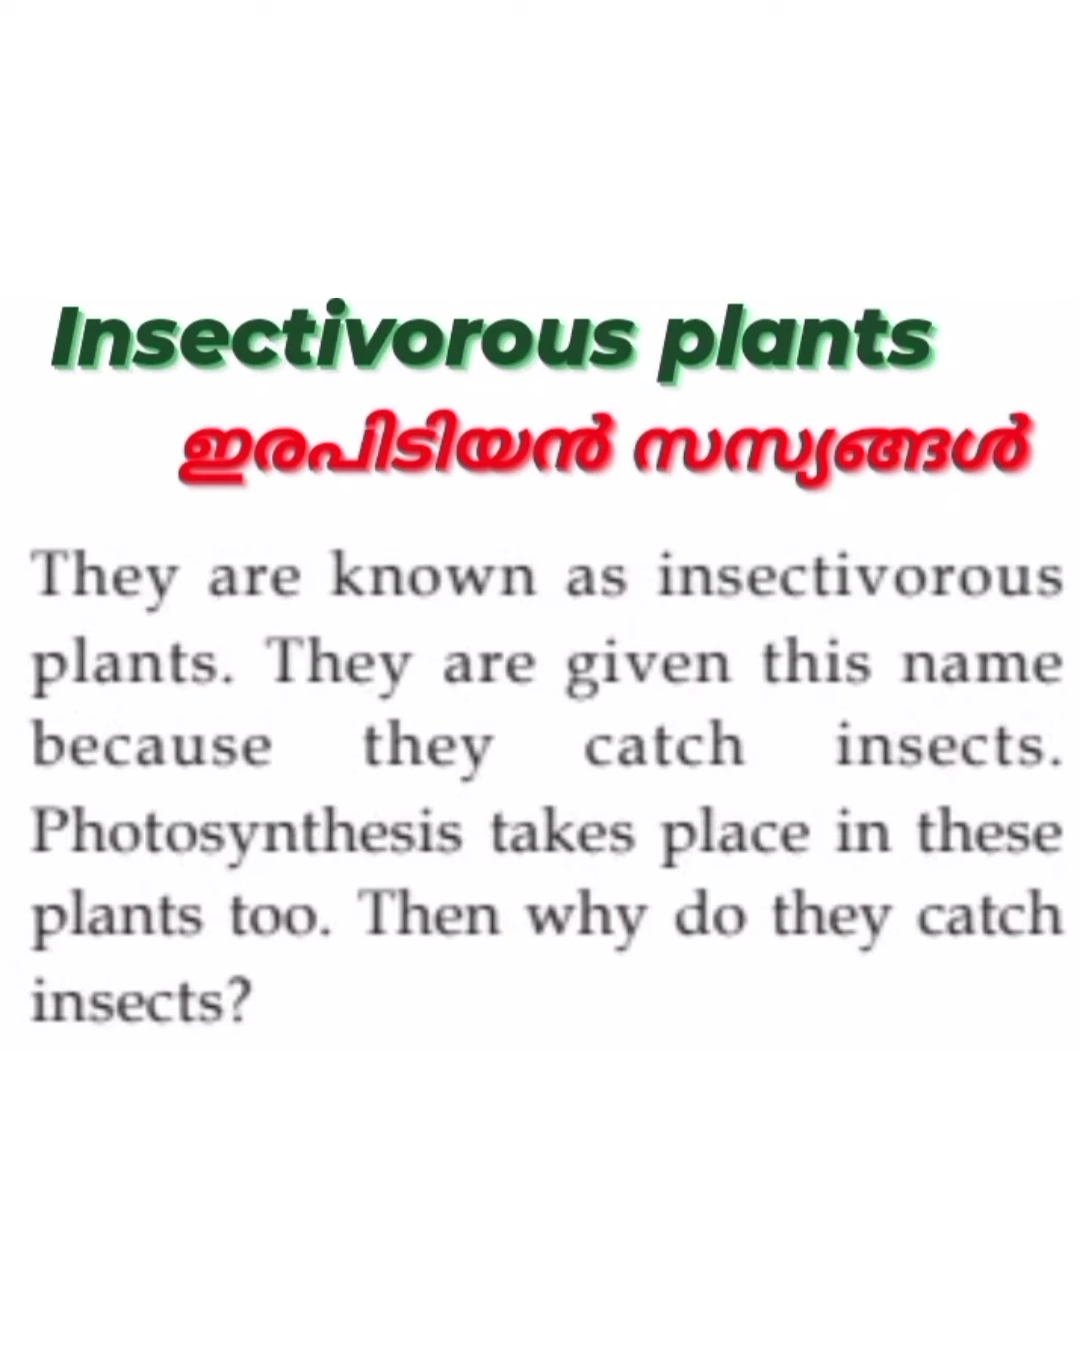 Insectivorous plants
ഇരപിടിയൻ സസ്യങ്ങൾ
They are known as insectivorous
plants. They are given this name
because they catch insects.
Photosynthesis takes place in these
plants too. Then why do they catch
insects?